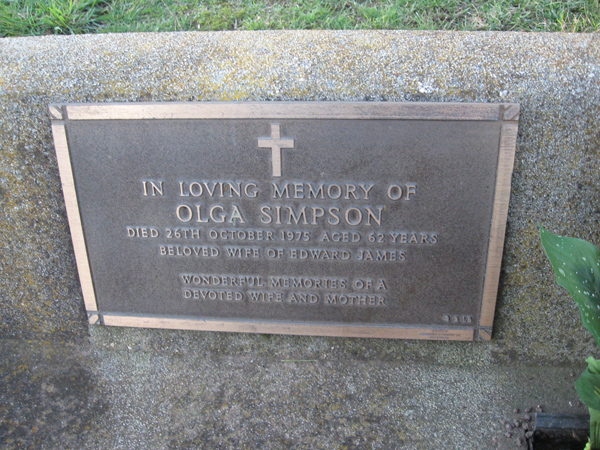 IN LOVING MEMORY OF
OLGA SIMPSON
DIED 26TH OCTOBER 1975 AGED 62 YEARS
BELOVED WIFE OF EDWARD JAMES
WONDERFUL MEMORIES OF A
DEVOTED WIFE AND MOTHER